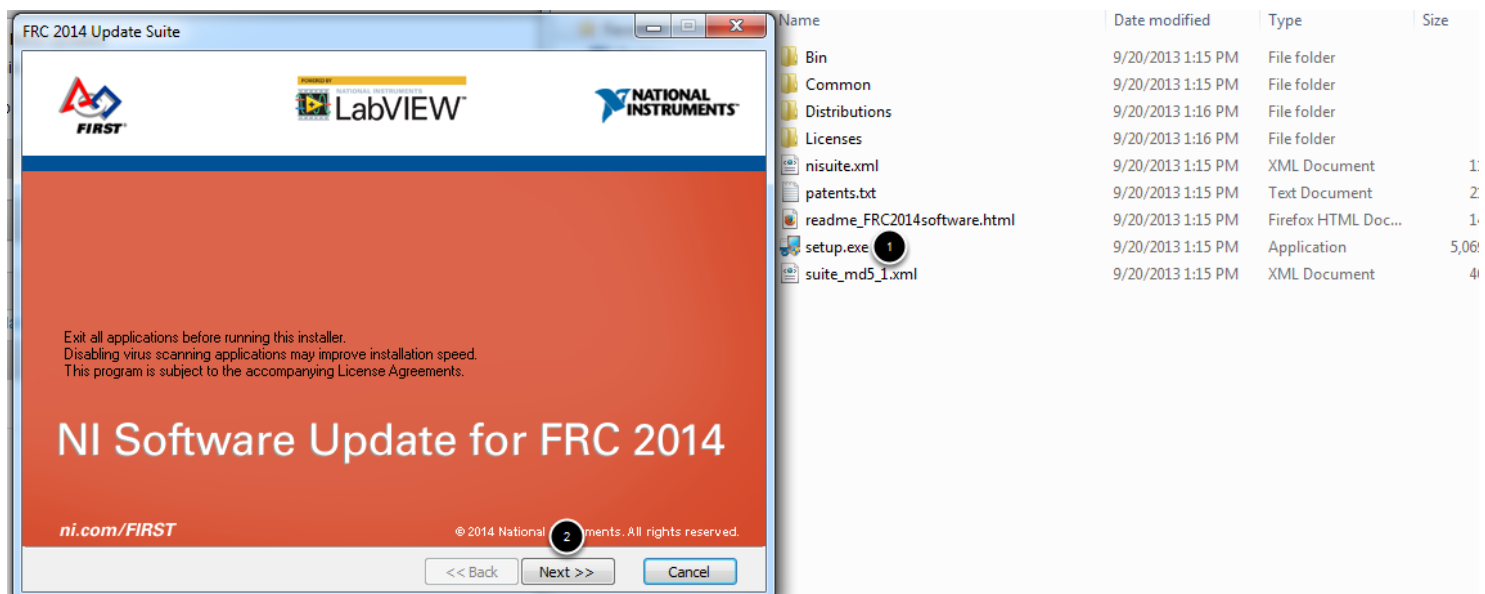 FRC 2014 Update Suite
FIRST
POWERED BY
NATIONAL INSTRUMENTS
LabVIEW™
NATIONAL
INSTRUMENTS™
Exit all applications before running this installer.
Disabling virus scanning applications may improve installation speed.
This program is subject to the accompanying License Agreements.
NI Software Update for FRC 2014
ni.com/FIRST
© 2014 National ments. All rights reserved.
2
<< Back Next >> Cancel
Name Date modified Type Size
Bin 9/20/2013 1:15 PM File folder
Common 9/20/2013 1:15 PM File folder
Distributions 9/20/2013 1:16 PM File folder
Licenses 9/20/2013 1:16 PM File folder
nisuite.xml 9/20/2013 1:15 PM XML Document
patents.txt 9/20/2013 1:15 PM Text Document
readme_FRC2014software.html 9/20/2013 1:15 PM Firefox HTML Doc...
setup.exe 1 9/20/2013 1:15 PM Application
suite_md5_1.xml 9/20/2013 1:15 PM XML Document